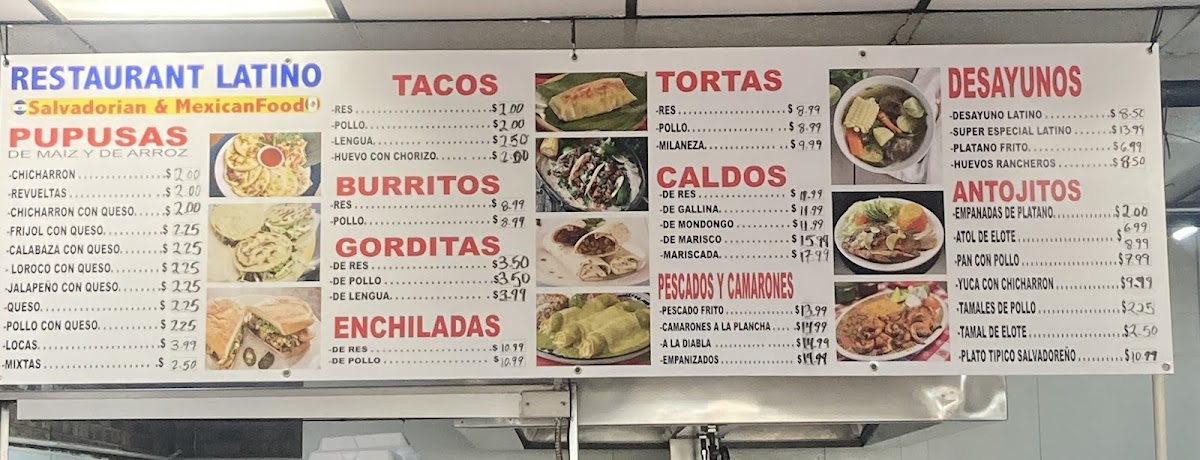 RESTAURANT LATINO
Salvadorian & MexicanFood
PUPUSAS
DE MAIZ Y DE ARROZ
-CHICHARRON ................ $ 2.00
-REVUELTAS .................. $ 2.00
-CHICHARRON CON QUESO...... $ 2.00
-FRIJOL CON QUESO............ $ 2.25
-CALABAZA CON QUESO......... $ 2.25
- LOROCO CON QUESO.......... $ 2.25
-JALAPEÑO CON QUESO......... $ 2.25
-QUESO....................... $ 2.25
-POLLO CON QUESO............ $ 2.25
-LOCAS....................... $ 3.99
-MIXTAS ..................... .$ 2.50
TACOS
-RES ........................ $ 2.00
-POLLO....................... $ 2.00
-LENGUA...................... $ 2.50
-HUEVO CON CHORIZO.......... $ 2.00
BURRITOS
-RES ........................ .$ 8.99
-POLLO....................... $ 8.99
GORDITAS
-DE RES ..................... $3.50
-DE POLLO ................... $3.50
-DE LENGUA................... $3.99
ENCHILADAS
-DE RES ..................... $ 10.99
-DE POLLO ................... $ 10.99
TORTAS
-RES ........................ $ 8.99
-POLLO....................... $ 8.99
-MILANEZA.................... $ 9.99
CALDOS
-DE RES ..................... $
-DE GALLINA.................. $ 11.99
-DE MONDONGO ................ $ 11.99
-DE MARISCO ................. $ 15.99
-MARISCADA................... $ 17.99
PESCADOS Y CAMARONES
-PESCADO FRITO............... $13.99
-CAMARONES A LA PLANCHA ..... $14.99
-A LA DIABLA ................ $14.99
-EMPANIZADOS ................ $14.99
DESAYUNOS
-DESAYUNO LATINO ............ $ 8.50
-SUPER ESPECIAL LATINO ...... $ 13.99
-PLATANO FRITO............... $ 6.99
-HUEVOS RANCHEROS ........... $ 8.50
ANTOJITOS
-EMPANADAS DE PLATANO........ $2.00
-ATOL DE ELOTE............... $ 6.99
8.99
-PAN CON POLLO .............. $7.99
-YUCA CON CHICHARRON ........ $9.99
-TAMALES DE POLLO ........... $2.25
-TAMAL DE ELOTE.............. $2.50
-PLATO TIPICO SALVADOREÑO ... $ 10.99